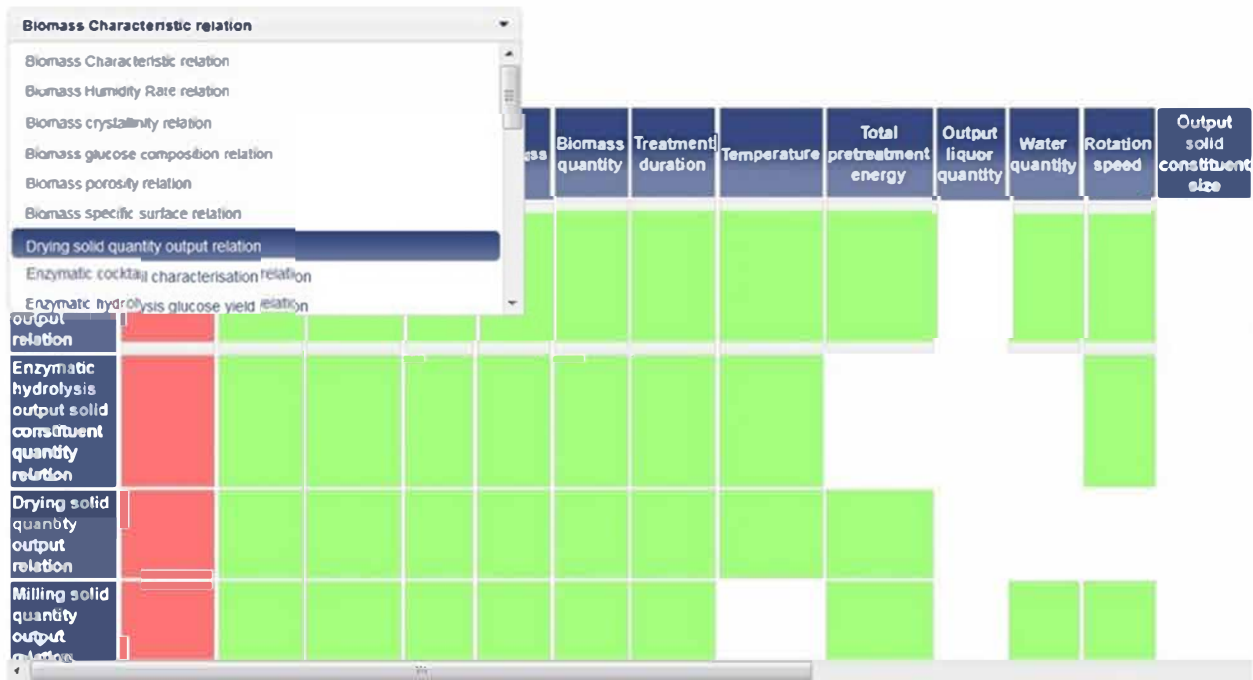 Biomass Characteristic relation
Biomass Characteristic relation
Biomass Humidity Rate relation
Biomass crystallinity relation
Biomass glucose composition relation
Biomass porosity relation
Biomass specific surface relation
Drying solid quantity output relation
Enzymatic cocktail characterisation relation
Enzymatic hydrolysis glucose yield relation
ss
Biomass
quantity
Treatment
duration
Temperature
Total
pretreatment
energy
Output
liquor
quantity
Water
quantity
Rotation
speed
Output
solid
constituent
size
output
relation
Enzymatic
hydrolysis
output solid
constituent
quantity
relation
Drying solid
quantity
output
relation
Milling solid
quantity
output
relation